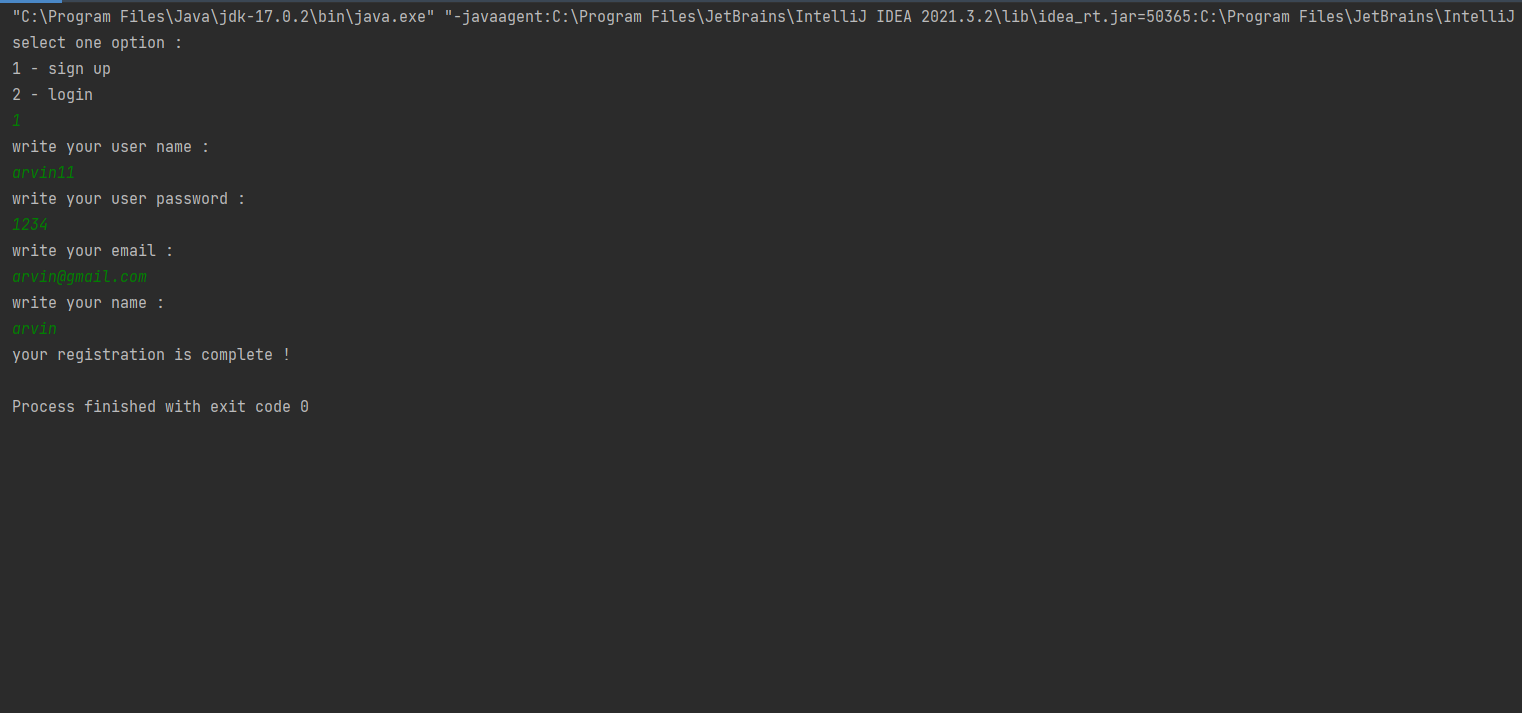 "C:\Program Files\Java\jdk-17.0.2\bin\java.exe" "-javaagent:C:\Program Files\JetBrains\IntelliJ IDEA 2021.3.2\lib\idea_rt.jar=50365:C:\Program Files\JetBrains\IntelliJ
select one option :
1 - sign up
2 - login
1
write your user name :
arvin11
write your user password :
1234
write your email :
arvin@gmail.com
write your name :
arvin
your registration is complete !
Process finished with exit code 0